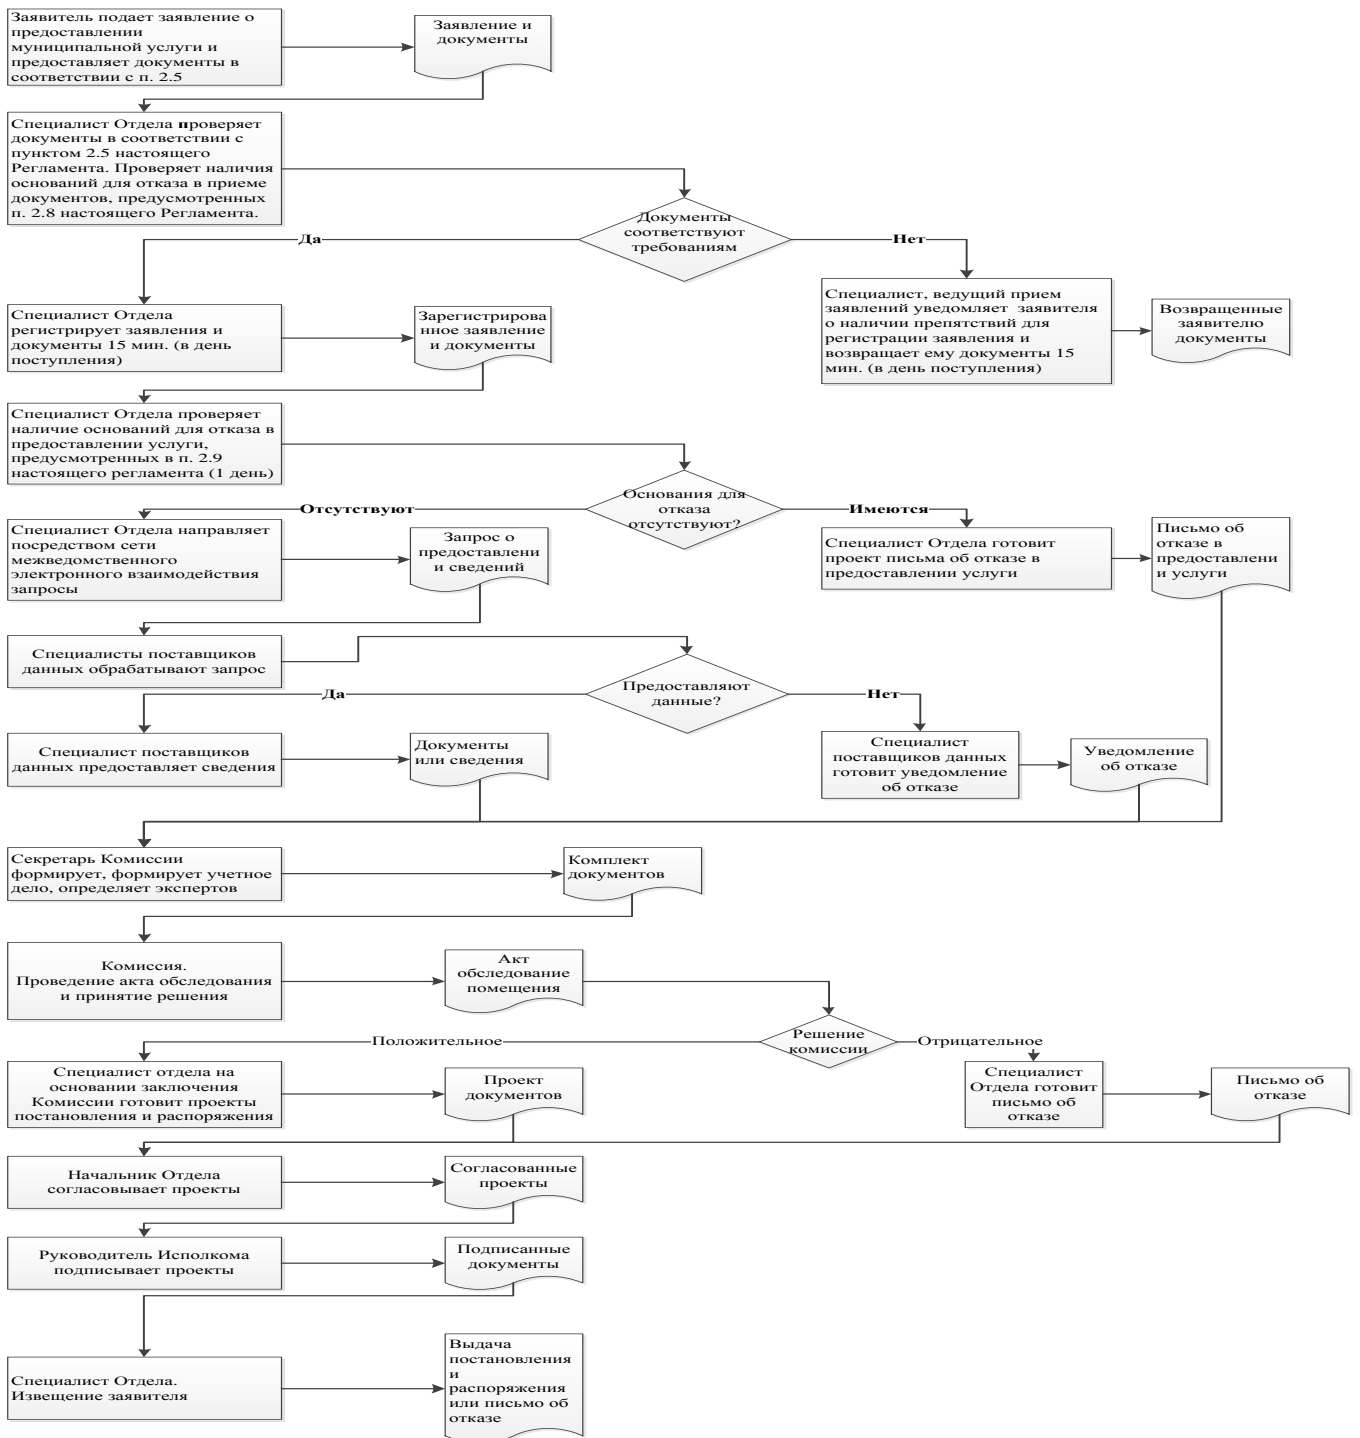 Заявитель подает заявление о
предоставлении
муниципальной услуги и
предоставляет документы в
соответствии с п. 2.5
Заявление и
документы
Специалист Отдела проверяет
документы в соответствии с
пунктом 2.5 настоящего
Регламента. Проверяет наличия
оснований для отказа в приеме
документов, предусмотренных
п. 2.8 настоящего Регламента.
Документы
соответствуют
требованиям
Да
Нет
Специалист Отдела
регистрирует заявления и
документы 15 мин. (в день
поступления)
Зарегистрирова
нное заявление
и документы
Специалист, ведущий прием
заявлений уведомляет заявителя
о наличии препятствий для
регистрации заявления и
возвращает ему документы 15
мин. (в день поступления)
Возвращенные
заявителю
документы
Специалист Отдела проверяет
наличие оснований для отказа в
предоставлении услуги,
предусмотренных в п. 2.9
настоящего регламента (1 день)
Основания для
отказа
отсутствуют?
Отсутствуют
Имеются
Специалист Отдела направляет
посредством сети
межведомственного
электронного взаимодействия
запросы
Запрос о
предоставлени
и сведений
Специалист Отдела готовит
проект письма об отказе в
предоставлении услуги
Письмо об
отказе в
предоставлени
и услуги
Специалисты поставщиков
данных обрабатывают запрос
Предоставляют
данные?
Да
Нет
Специалист поставщиков
данных предоставляет сведения
Документы
или сведения
Специалист
поставщиков данных
готовит уведомление
об отказе
Уведомление
об отказе
Секретарь Комиссии
формирует, формирует учетное
дело, определяет экспертов
Комплект
документов
Комиссия.
Проведение акта обследования
и принятие решения
Акт
обследование
помещения
Решение
комиссии
Положительное
Отрицательное
Специалист отдела на
основании заключения
Комиссии готовит проекты
постановления и распоряжения
Проект
документов
Специалист
Отдела готовит
письмо об
отказе
Письмо об
отказе
Начальник Отдела
согласовывает проекты
Согласованные
проекты
Руководитель Исполкома
подписывает проекты
Подписанные
документы
Специалист Отдела.
Извещение заявителя
Выдача
постановления
и
распоряжения
или письмо об
отказе